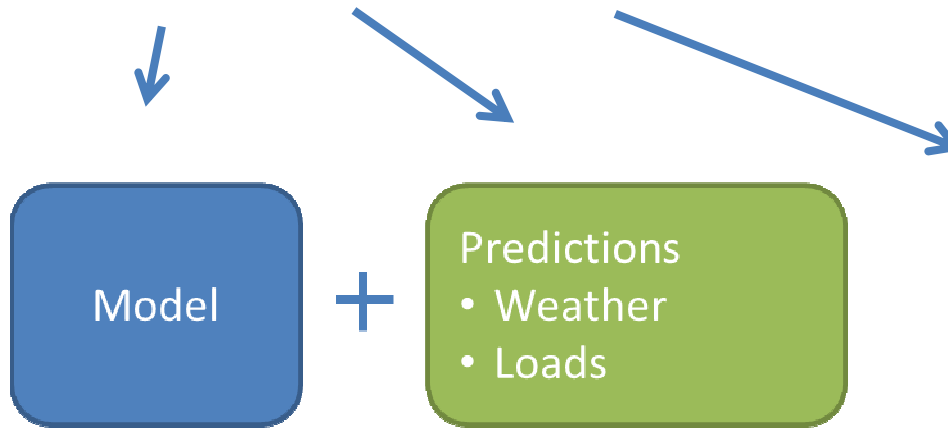 Model
+
Predictions
• Weather
• Loads